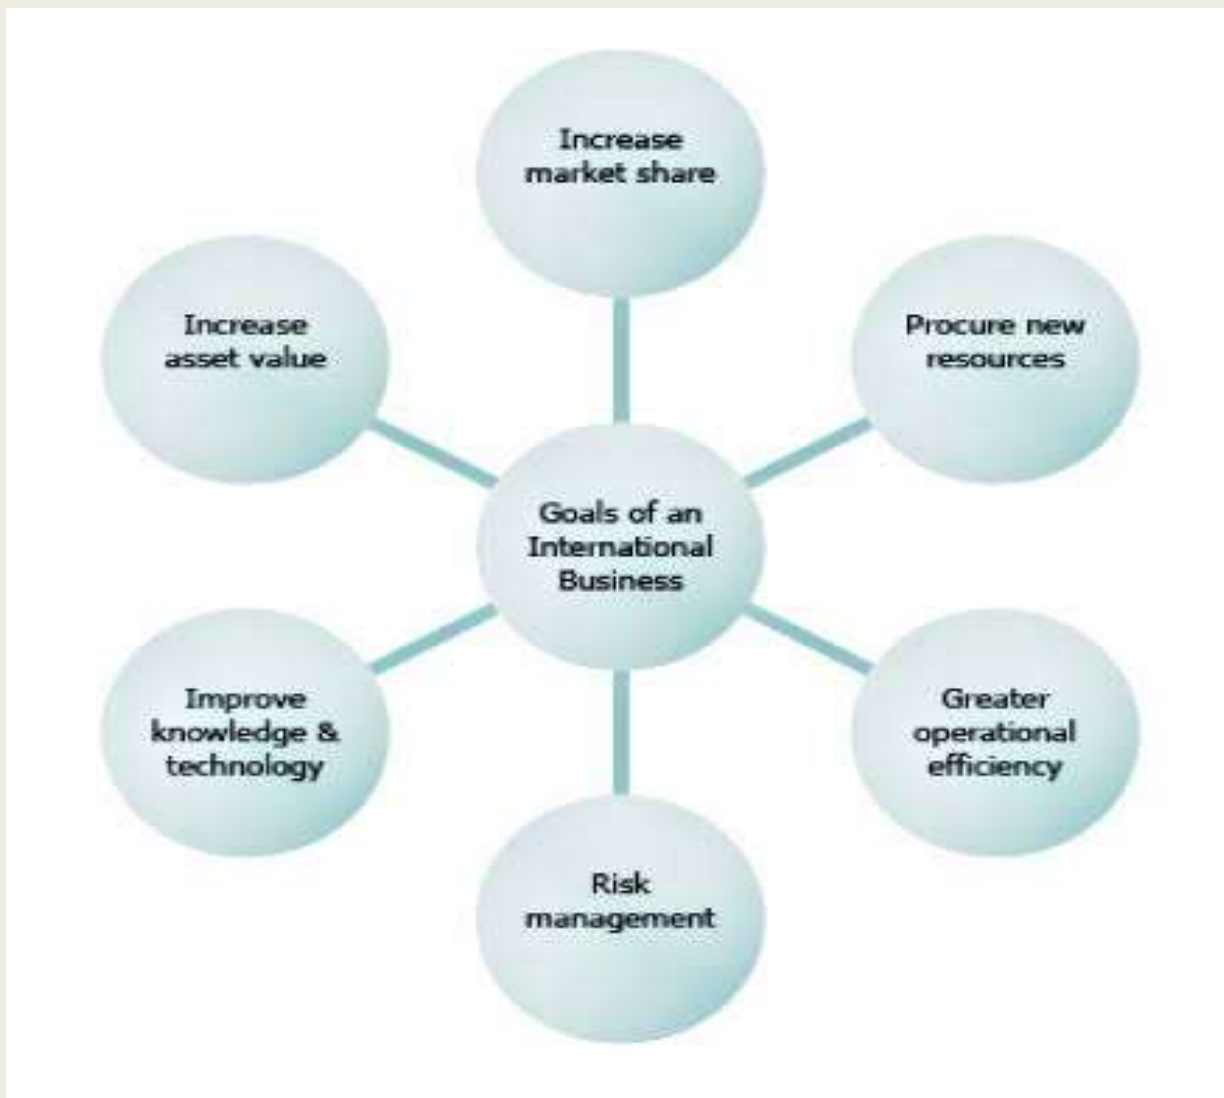 Increase
market share
Increase
asset value
Procure new
resources
Goals of an
International
Business
Improve
knowledge &
technology
Greater
operational
efficiency
Risk
management